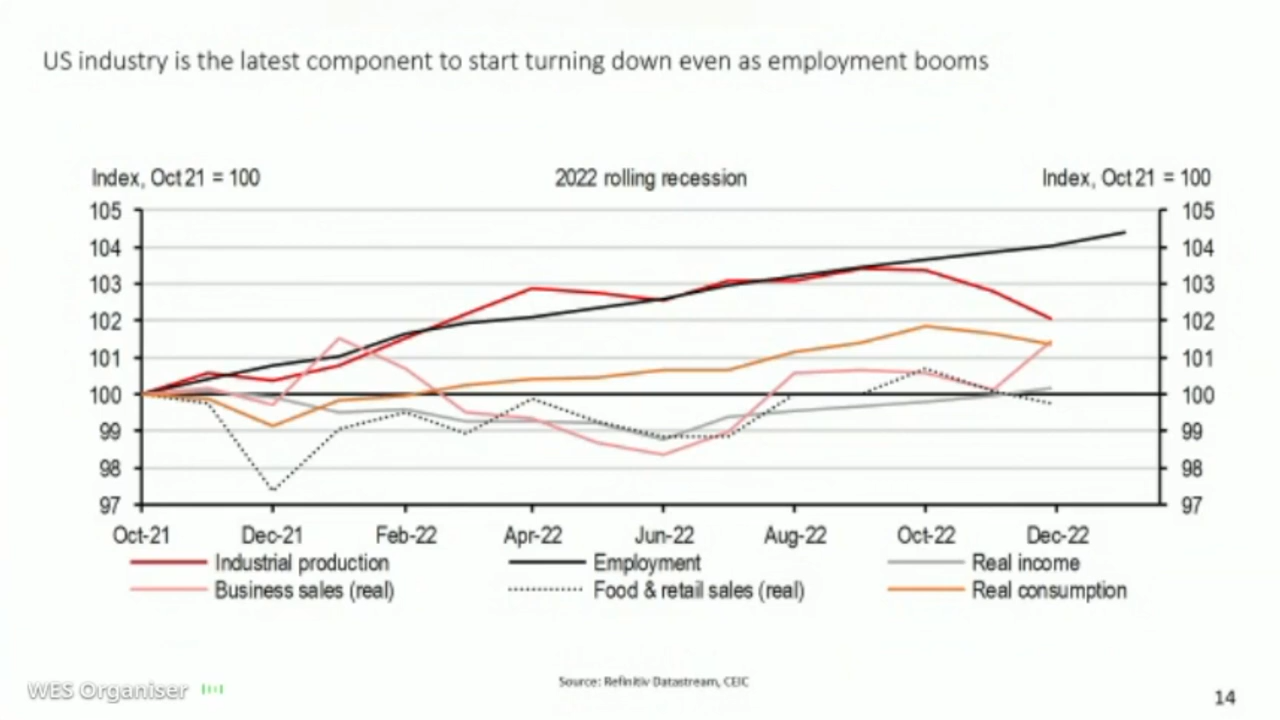 US industry is the latest component to start turning down even as employment booms
Index, Oct 21 = 100 2022 rolling recession Index, Oct 21 = 100
105 105
104 104
103 103
102 102
101 101
100 100
99 99
98 98
97 97
Oct-21 Dec-21 Feb-22 Apr-22 Jun-22 Aug-22 Oct-22 Dec-22
Industrial production Employment Real income
Business sales (real) Food & retail sales (real) Real consumption
Source: Refinitiv Datastream, CEIC
WES Organiser
14